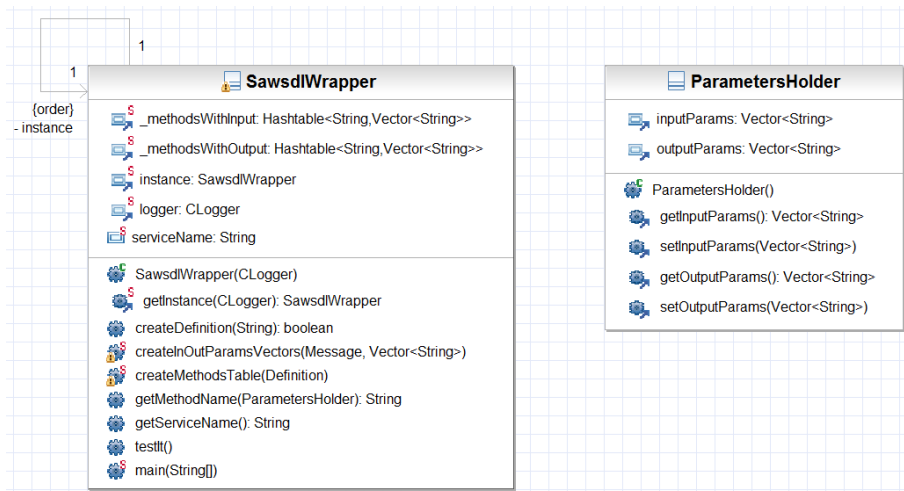 1
1
{order}
- instance
SawsdlWrapper
_methodsWithInput: Hashtable<String,Vector<String>>
_methodsWithOutput: Hashtable<String,Vector<String>>
instance: SawsdlWrapper
logger: CLogger
serviceName: String
SawsdlWrapper(CLogger)
getInstance(CLogger): SawsdlWrapper
createDefinition(String): boolean
createInOutParamsVectors(Message, Vector<String>)
createMethodsTable(Definition)
getMethodName(ParametersHolder): String
getServiceName(): String
testIt()
main(String[])
ParametersHolder
inputParams: Vector<String>
outputParams: Vector<String>
ParametersHolder()
getInputParams(): Vector<String>
setInputParams(Vector<String>)
getOutputParams(): Vector<String>
setOutputParams(Vector<String>)